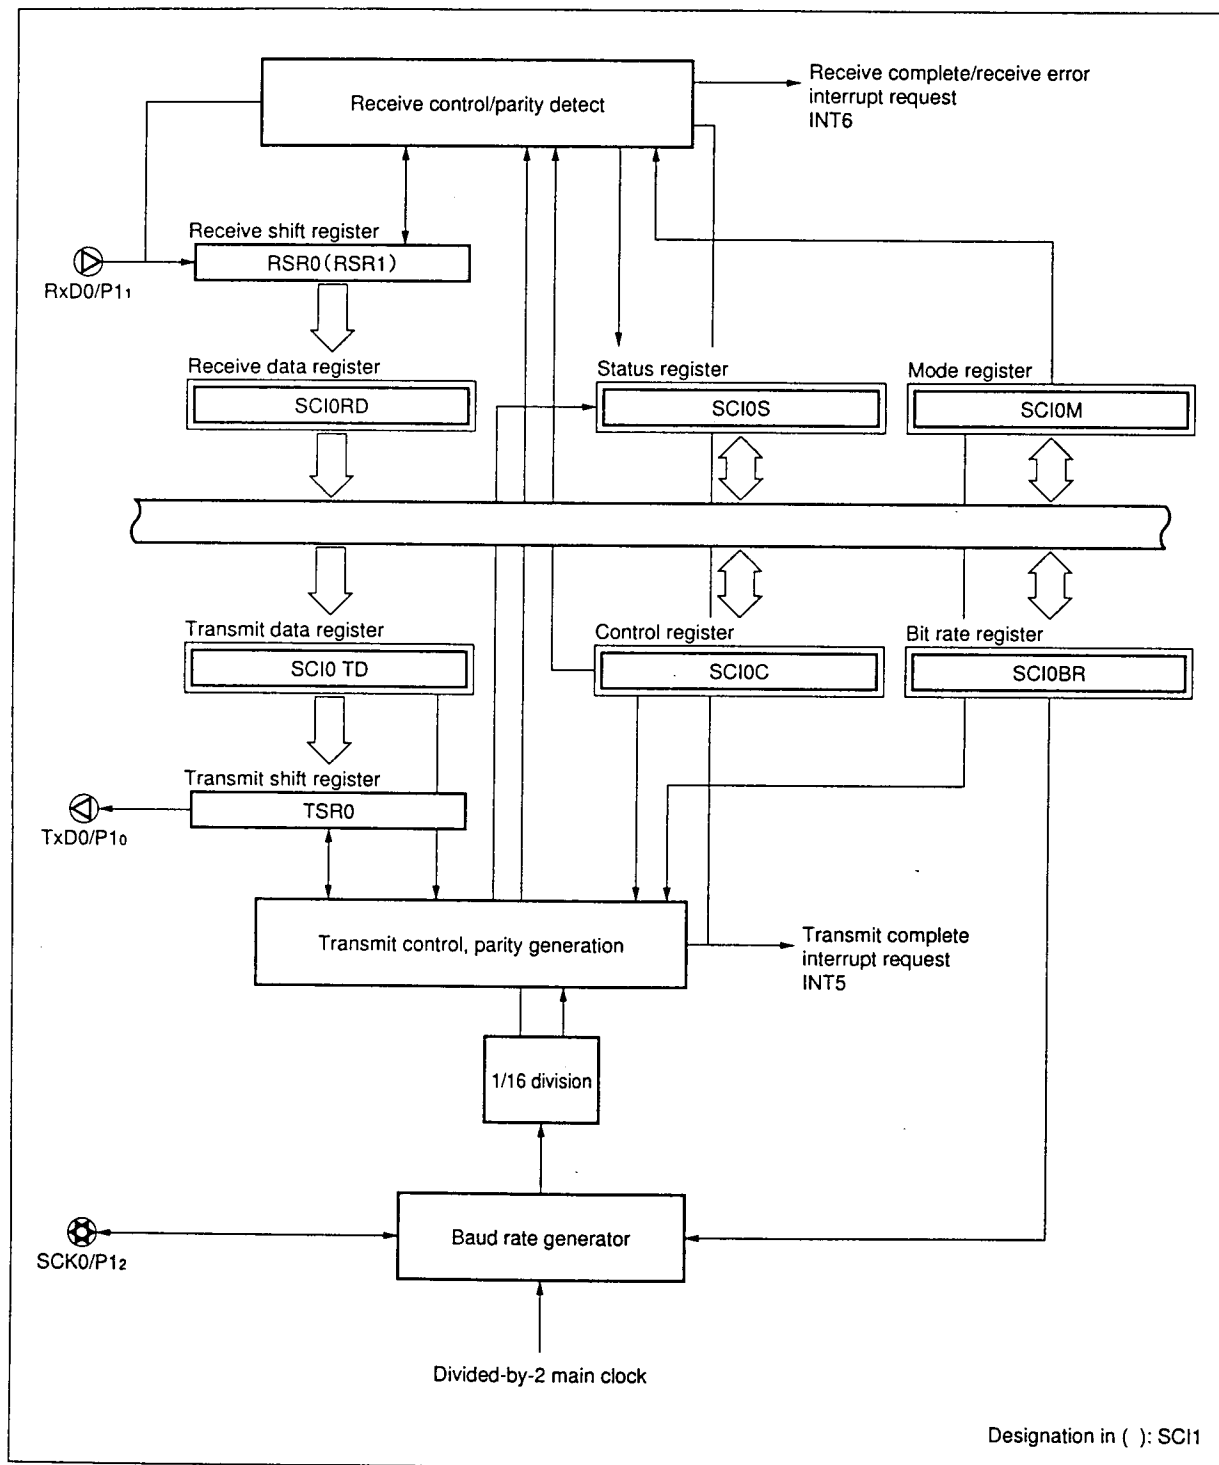 Receive control/parity detect
Receive complete/receive error
interrupt request
INT6
Receive shift register
RSR0(RSR1)
RxD0/P11
Receive data register
SCI0RD
Status register
SCI0S
Mode register
SCI0M
Transmit data register
SCI0 TD
Control register
SCI0C
Bit rate register
SCI0BR
Transmit shift register
TSR0
TxD0/P10
Transmit control, parity generation
Transmit complete
interrupt request
INT5
1/16 division
Baud rate generator
SCK0/P12
Divided-by-2 main clock
Designation in ( ): SCI1